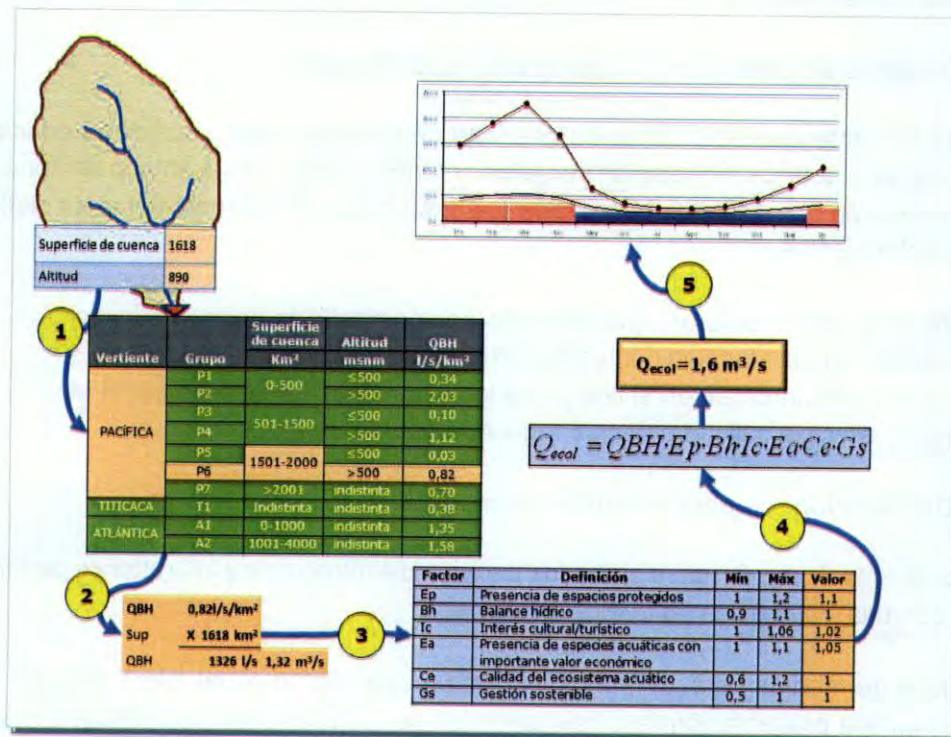 Superficie de cuenca 1618
Altitud 890
1
Vertiente Grupo Superficie de cuenca Km² Altitud msnm QBH l/s/km²
PACÍFICA P1 0-500 ≤500 0,34
P2 >500 2,03
P3 501-1500 ≤500 0,10
P4 >500 1,12
P5 1501-2000 ≤500 0,03
P6 >500 0,82
P7 >2001 indistinta 0,70
TITICACA T1 Indistinta indistinta 0,38
ATLÁNTICA A1 0-1000 indistinta 1,35
A2 1001-4000 indistinta 1,58
2
QBH 0,82l/s/km²
Sup X 1618 km²
QBH 1326 l/s 1,32 m³/s
3
Factor Definición Mín Máx Valor
Ep Presencia de espacios protegidos 1 1,2 1,1
Bh Balance hídrico 0,9 1,1 1
Ic Interés cultural/turístico 1 1,06 1,02
Ea Presencia de especies acuáticas con importante valor económico 1 1,1 1,05
Ce Calidad del ecosistema acuático 0,6 1,2 1
Gs Gestión sostenible 0,5 1 1
4
Qecol = QBH·Ep·Bh·Ic·Ea·Ce·Gs
Qecol=1,6 m³/s
5